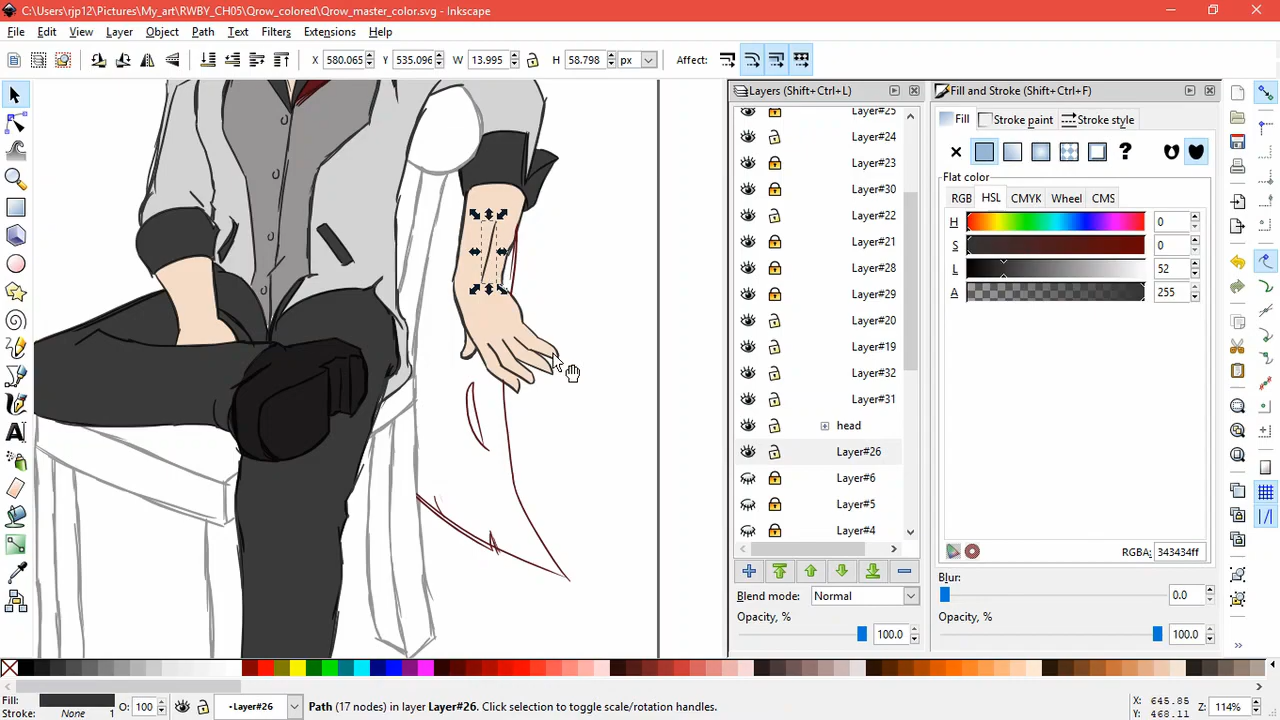 C:\Users\rjp12\Pictures\My_art\RWBY_CH05\Qrow_colored\Qrow_master_color.svg - Inkscape
File Edit View Layer Object Path Text Filters Extensions Help
X 580.065 Y 535.096 W 13.995 H 58.798 px Affect:
Layers (Shift+Ctrl+L)
Layer#25
Layer#24
Layer#23
Layer#30
Layer#22
Layer#21
Layer#28
Layer#29
Layer#20
Layer#19
Layer#32
Layer#31
head
Layer#26
Layer#6
Layer#5
Layer#4
Blend mode: Normal
Opacity, %
100.0
Fill and Stroke (Shift+Ctrl+F)
Fill Stroke paint Stroke style
?
Flat color
RGB HSL CMYK Wheel CMS
H 0
S 0
L 52
A 255
RGBA: 343434ff
Blur:
0.0
Opacity, %
100.0
Fill:
Stroke: None 1
O: 100
•Layer#26
Path (17 nodes) in layer Layer#26. Click selection to toggle scale/rotation handles.
X: 645.85
Y: 468.11
Z: 114%